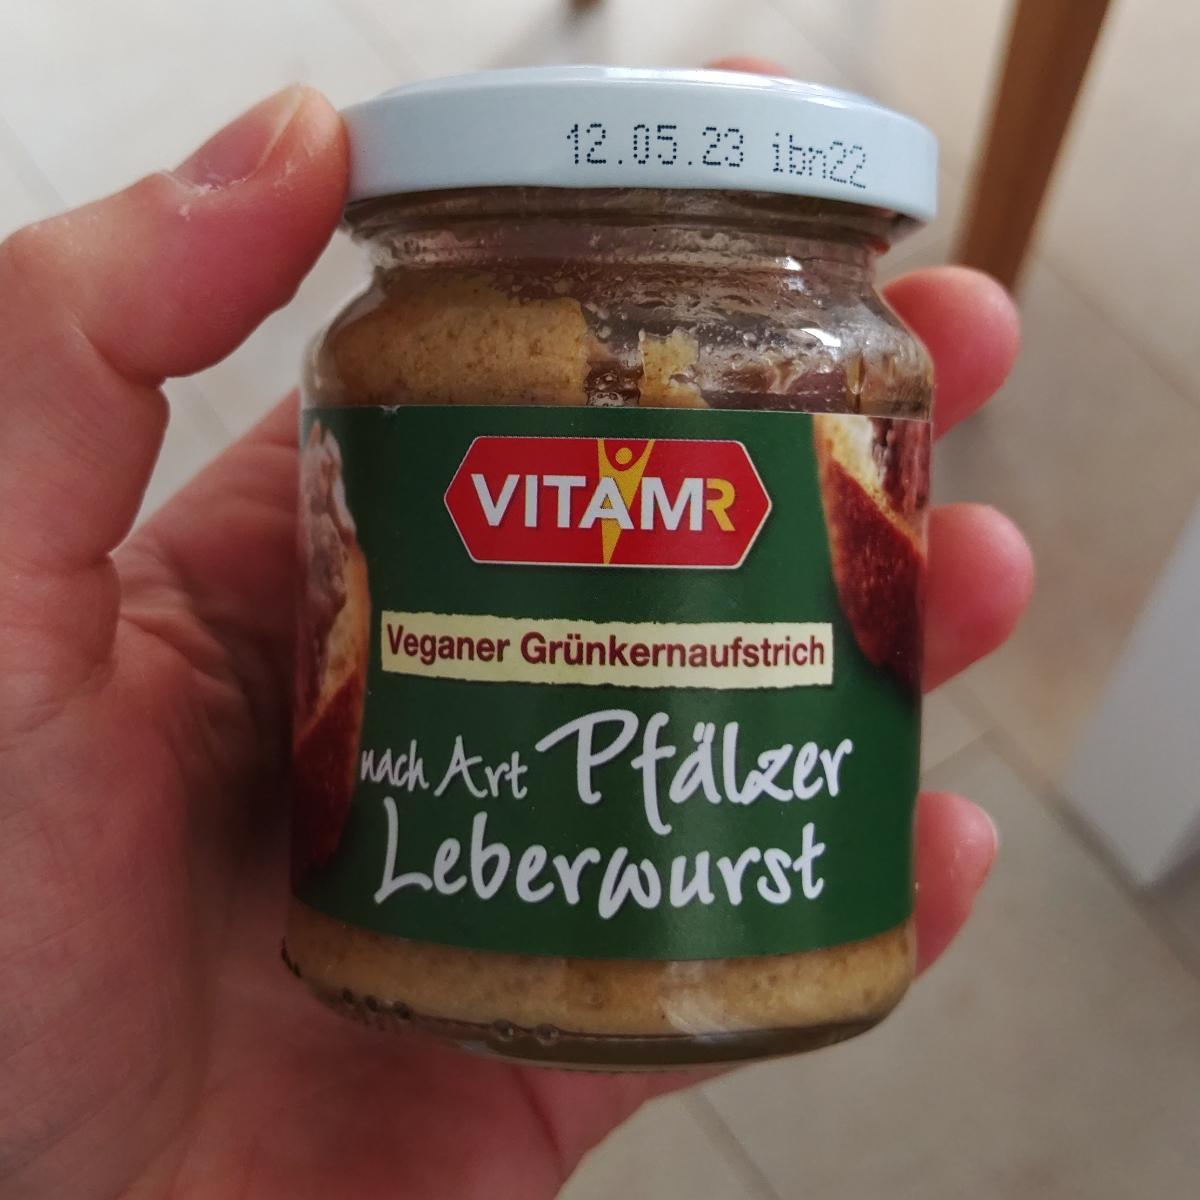 12.05.23 ibn22
VITAMR
Veganer Grünkernaufstrich
nach Art Pfälzer
Leberwurst